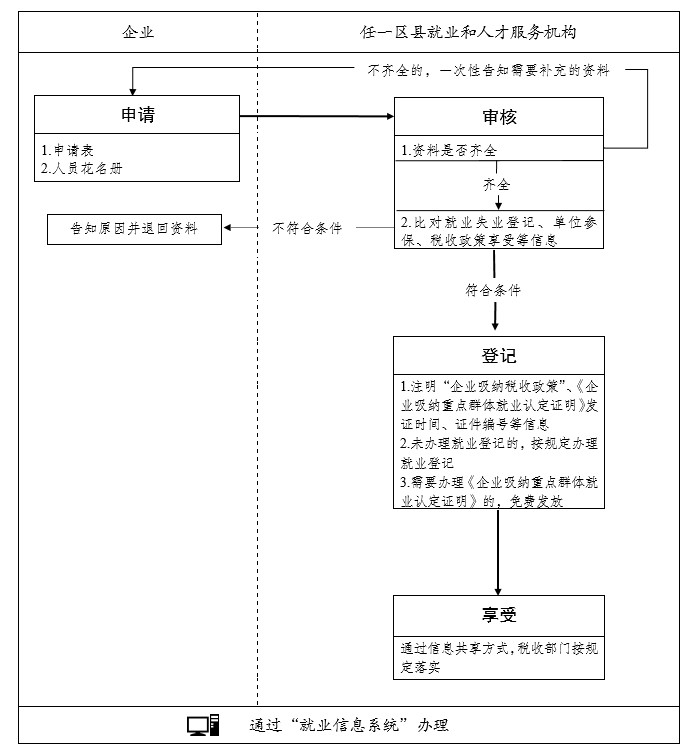 企业
任一区县就业和人才服务机构
不齐全的，一次性告知需要补充的资料
申请
1.申请表
2.人员花名册
审核
1.资料是否齐全
齐全
2.比对就业失业登记、单位参
保、税收政策享受等信息
不符合条件
告知原因并退回资料
符合条件
登记
1.注明“企业吸纳税收政策”、《企
业吸纳重点群体就业认定证明》发
证时间、证件编号等信息
2.未办理就业登记的，按规定办理
就业登记
3.需要办理《企业吸纳重点群体就
业认定证明》的，免费发放
享受
通过信息共享方式，税收部门按规
定落实
通过“就业信息系统”办理